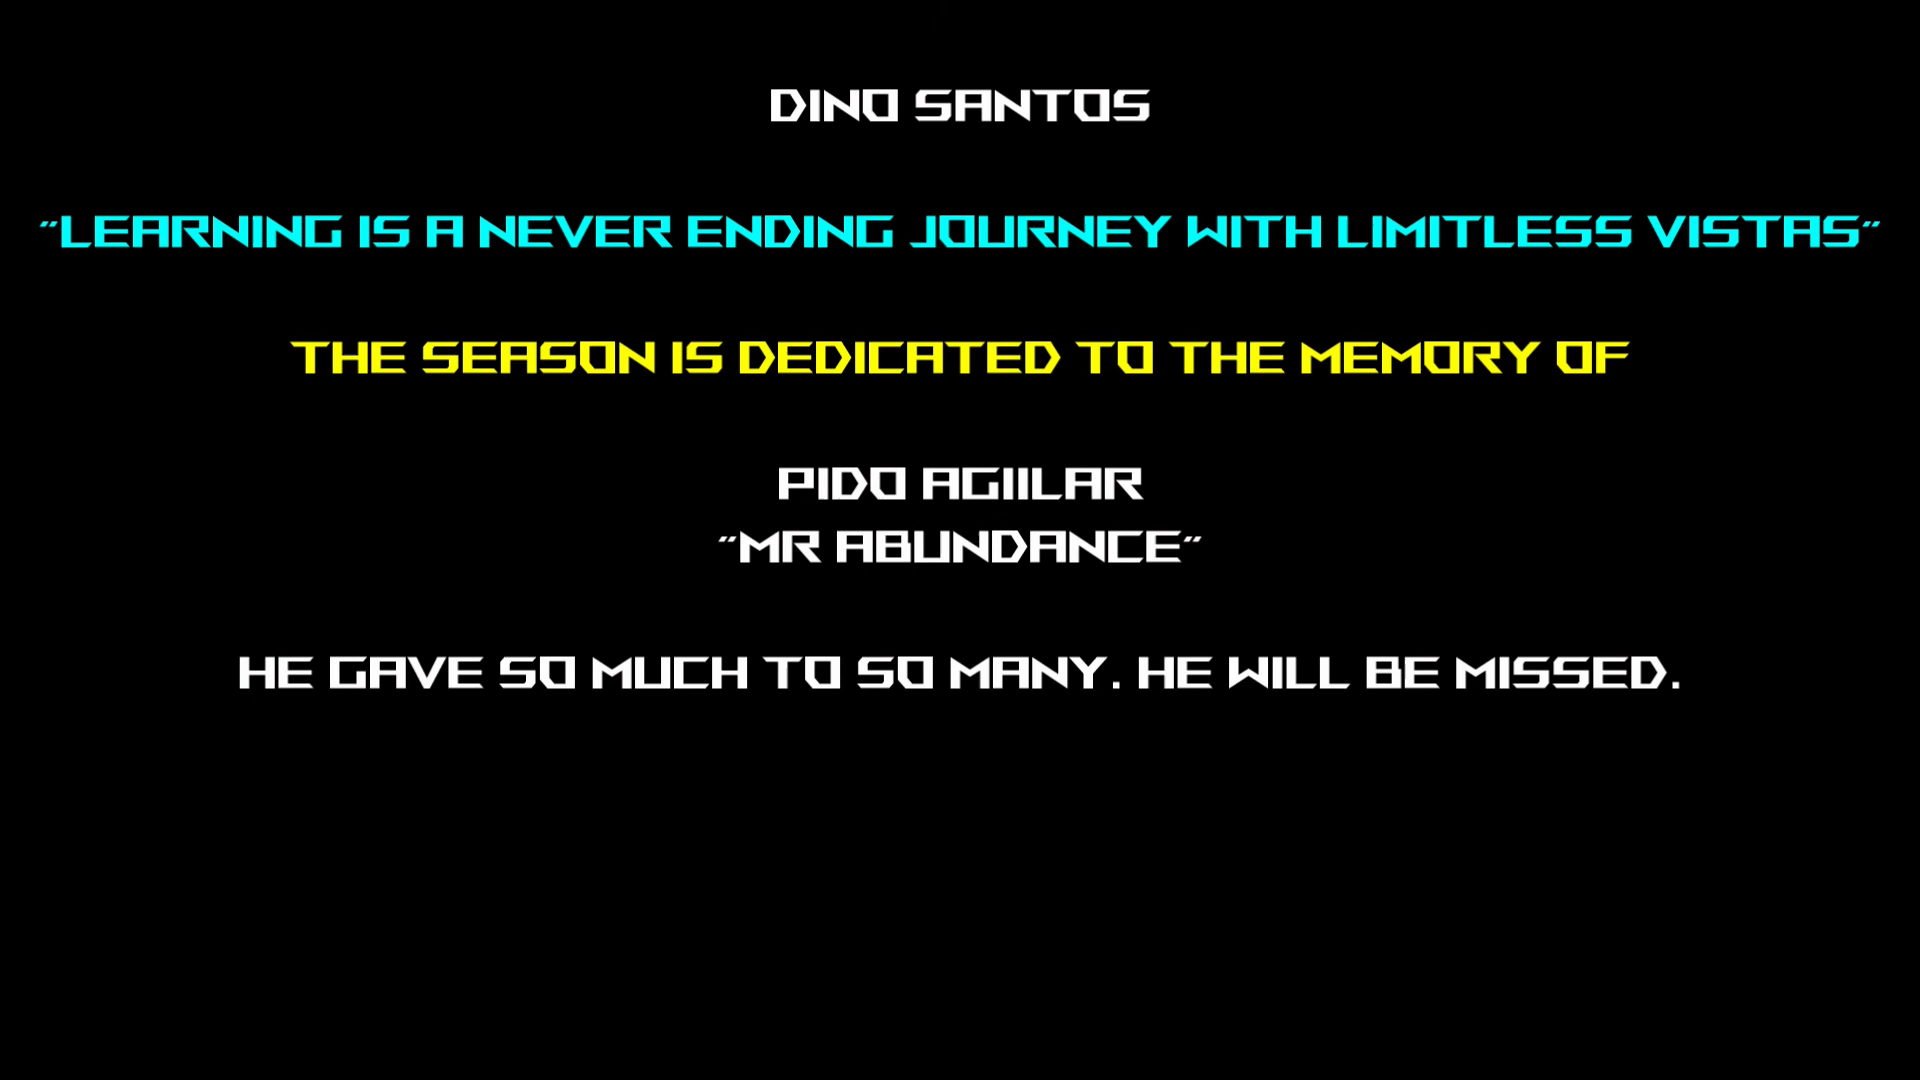 DINO SANTOS
"LEARNING IS A NEVER ENDING JOURNEY WITH LIMITLESS VISTAS"
THE SEASON IS DEDICATED TO THE MEMORY OF
PIDO AGIILAR
"MR ABUNDANCE"
HE GAVE SO MUCH TO SO MANY. HE WILL BE MISSED.